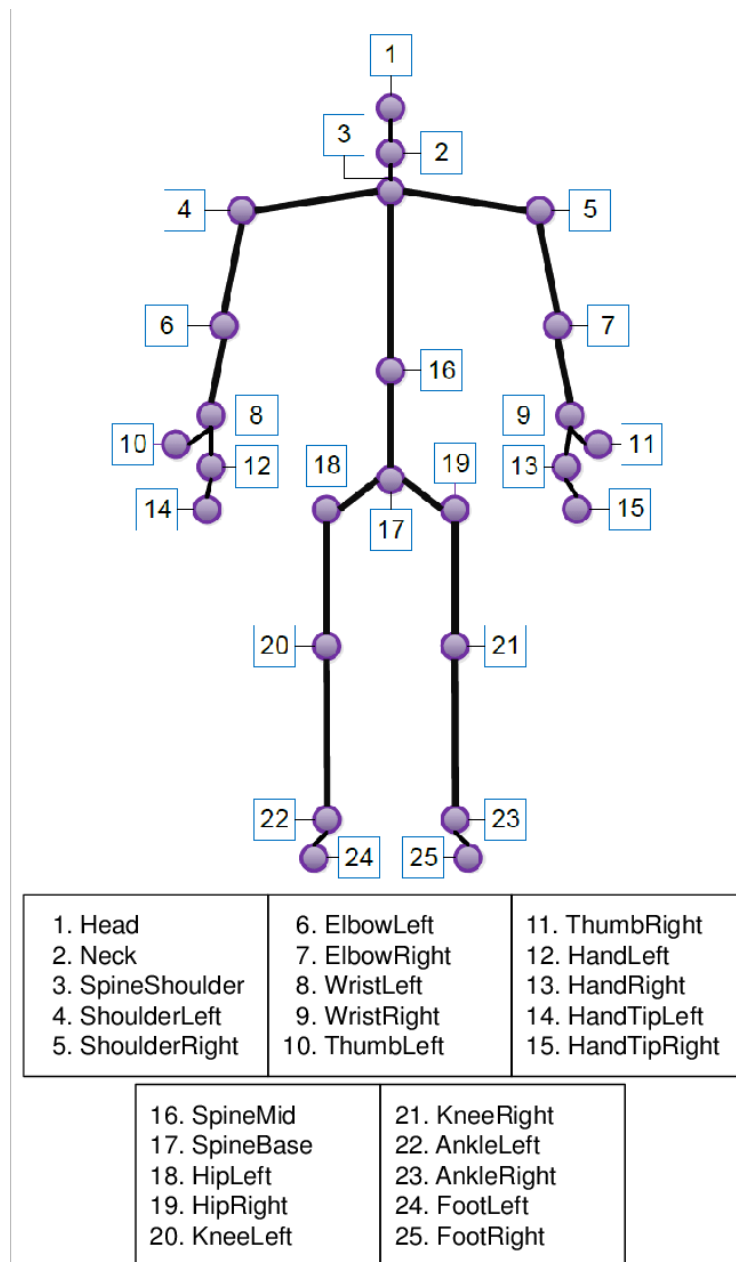 1
3
2
4
5
6
7
16
8
9
10
11
12
13
18
19
14
15
17
20
21
22
23
24
25
1. Head
2. Neck
3. SpineShoulder
4. ShoulderLeft
5. ShoulderRight
6. ElbowLeft
7. ElbowRight
8. WristLeft
9. WristRight
10. ThumbLeft
11. ThumbRight
12. HandLeft
13. HandRight
14. HandTipLeft
15. HandTipRight
16. SpineMid
17. SpineBase
18. HipLeft
19. HipRight
20. KneeLeft
21. KneeRight
22. AnkleLeft
23. AnkleRight
24. FootLeft
25. FootRight